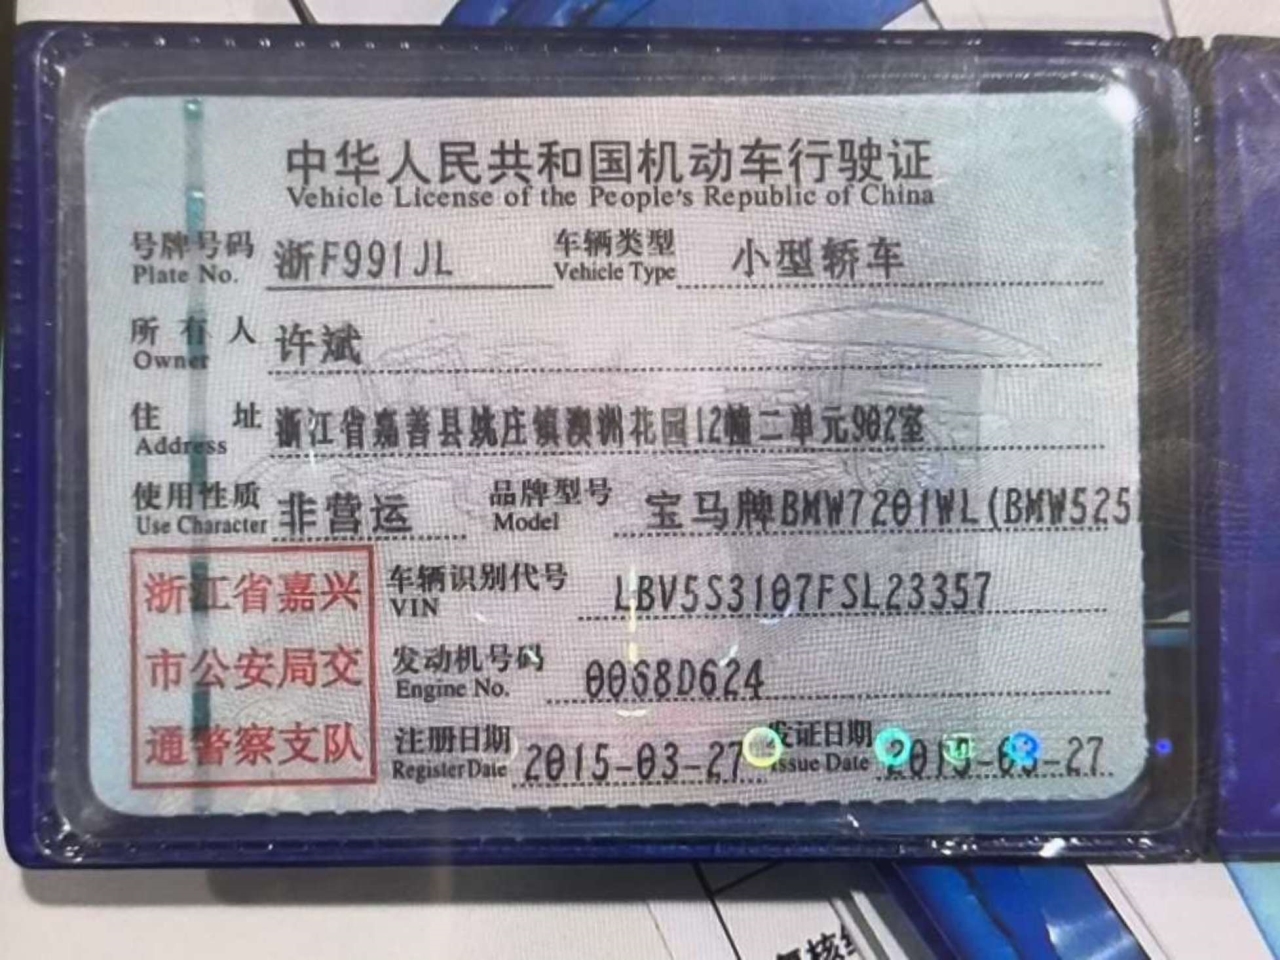 中华人民共和国机动车行驶证
Vehicle License of the People's Republic of China
号牌号码 浙F991JL 车辆类型 小型轿车
Plate No. Vehicle Type
所有人 许斌
Owner
住址 浙江省嘉善县姚庄镇澳洲花园12幢二单元902室
Address
使用性质 非营运 品牌型号 宝马牌BMW7201WL(BMW525
Use Character Model
浙江省嘉兴
市公安局交
通警察支队
车辆识别代号 LBV5S3107FSL23357
VIN
发动机号码 0068D624
Engine No.
注册日期 2015-03-27 发证日期 2015-03-27
Register Date Issue Date